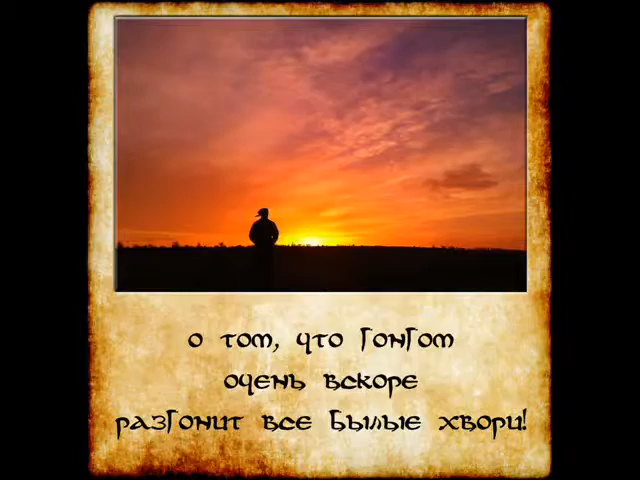 о том, что гонгом
очень вскоре
разгонит все былые хвори!